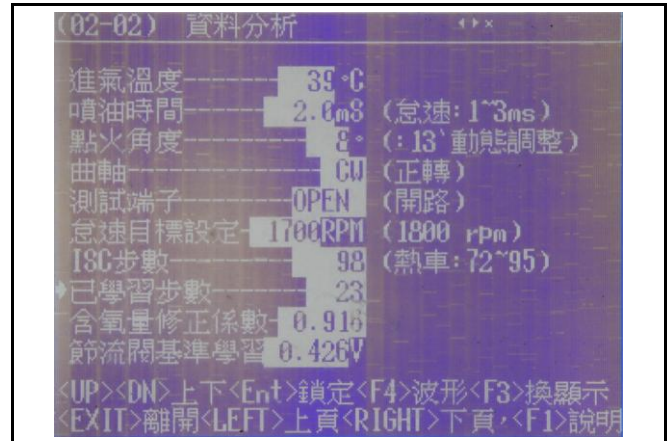 (02-02) 資料分析
進氣溫度------- 39 °C
噴油時間------ 2.0mS (怠速:1~3ms)
點火角度-------- 8° (:13`動態調整)
曲軸---------- CW (正轉)
測試端子------- OPEN (開路)
怠速目標設定- 1700RPM (1800 rpm)
ISC步數-------- 98 (熱車:72~95)
已學習步數------ 23
含氧量修正係數- 0.916
節流閥基準學習 0.426V
<UP><DN>上下<Ent>鎖定<F4>波形<F3>換顯示
<EXIT>離開<LEFT>上頁<RIGHT>下頁,<F1>說明